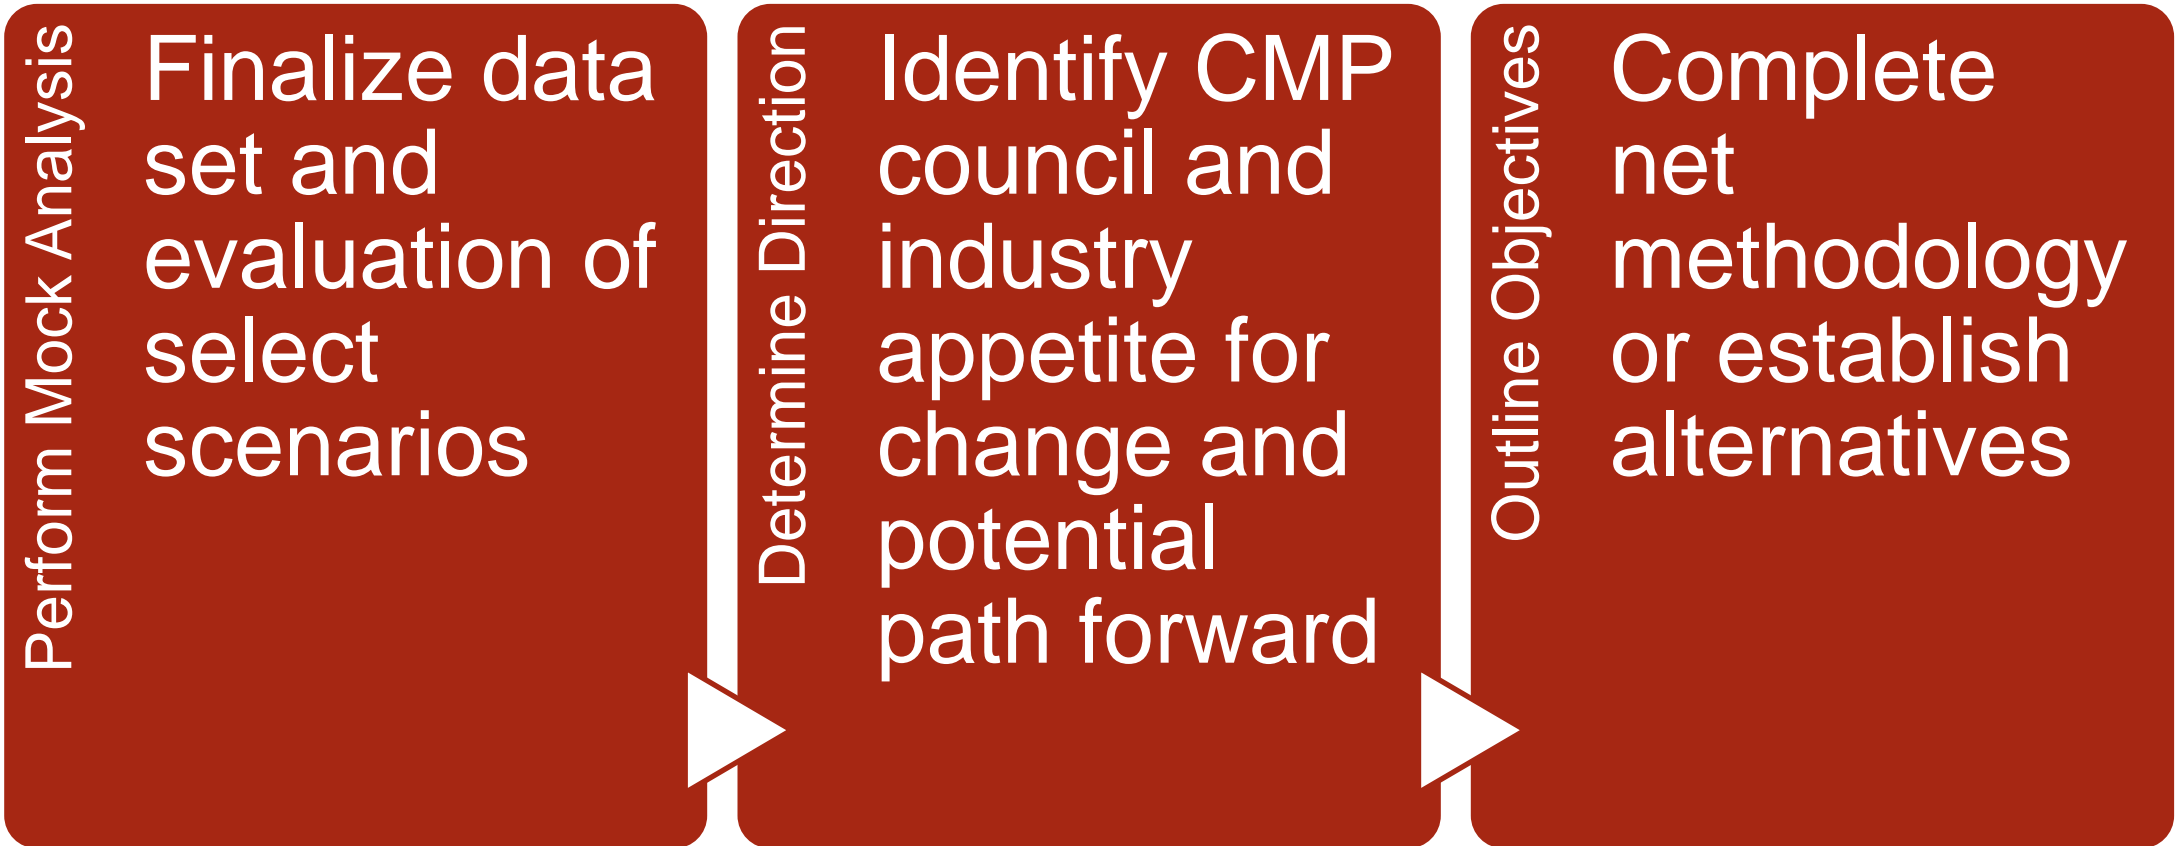 Perform Mock Analysis
Finalize data
set and
evaluation of
select
scenarios
Determine Direction
Identify CMP
council and
industry
appetite for
change and
potential
path forward
Outline Objectives
Complete
net
methodology
or establish
alternatives